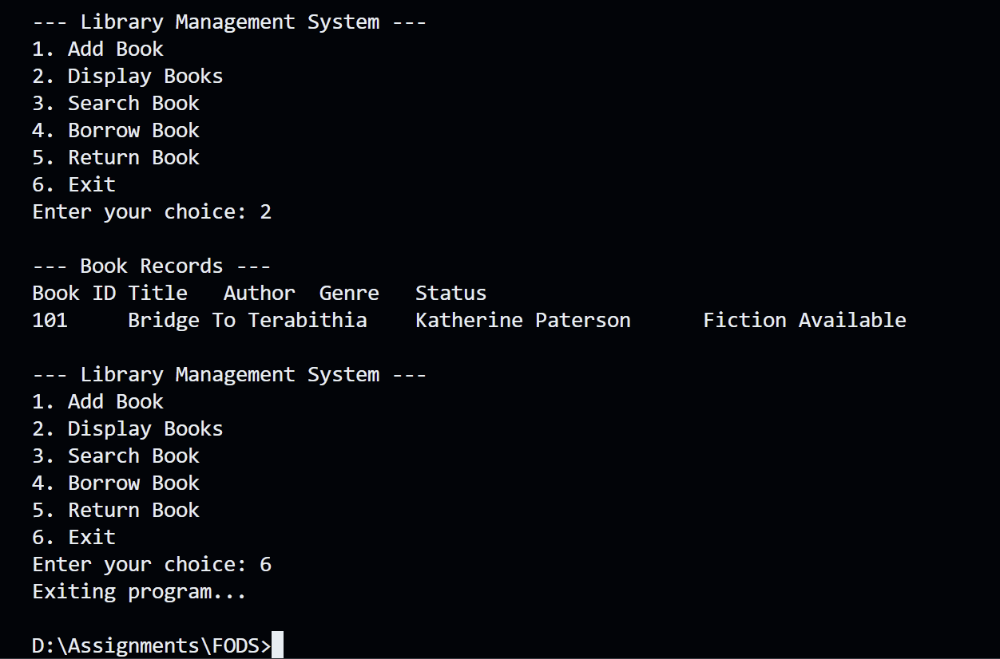 --- Library Management System ---
1. Add Book
2. Display Books
3. Search Book
4. Borrow Book
5. Return Book
6. Exit
Enter your choice: 2

--- Book Records ---
Book ID Title   Author  Genre   Status
101     Bridge To Terabithia    Katherine Paterson      Fiction Available

--- Library Management System ---
1. Add Book
2. Display Books
3. Search Book
4. Borrow Book
5. Return Book
6. Exit
Enter your choice: 6
Exiting program...

D:\Assignments\FODS>